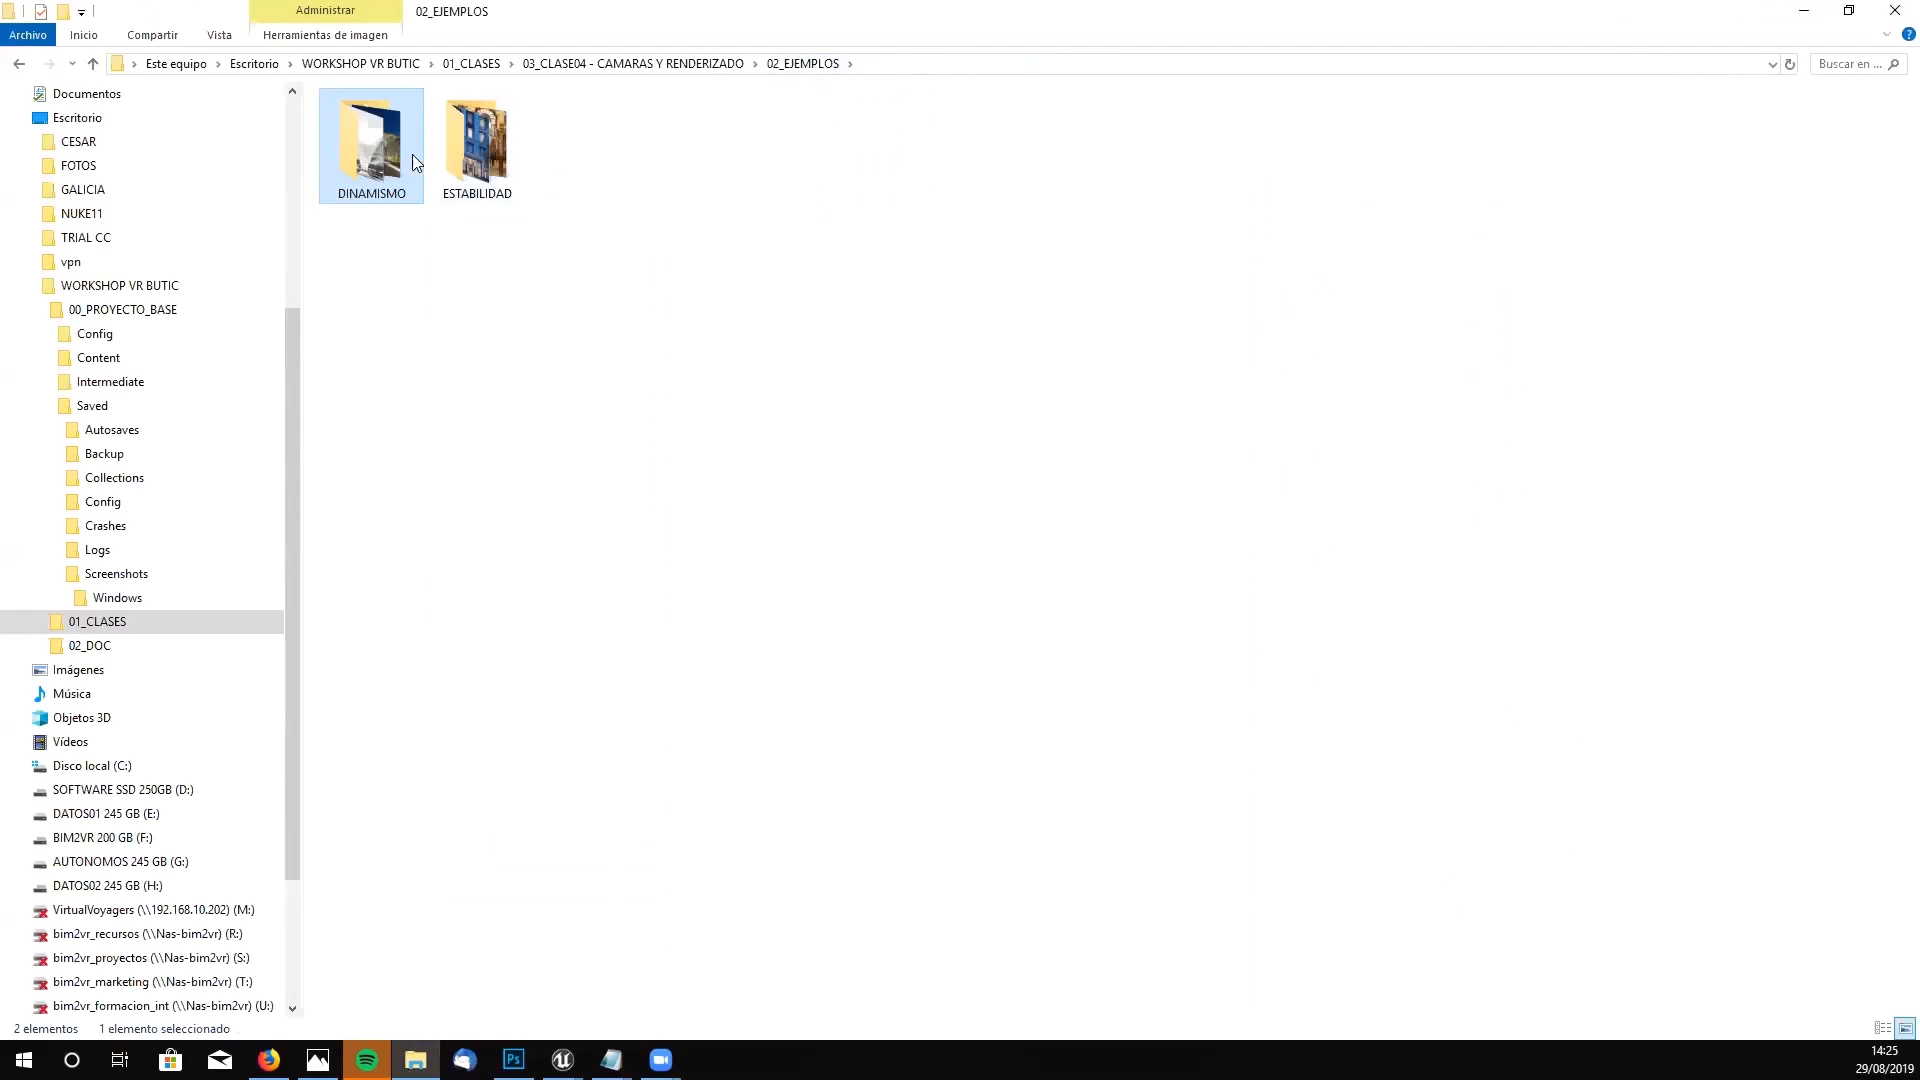 Administrar
02_EJEMPLOS
Archivo
Inicio
Compartir
Vista
Herramientas de imagen
Este equipo
Escritorio
WORKSHOP VR BUTIC
01_CLASES
03_CLASE04 - CAMARAS Y RENDERIZADO
02_EJEMPLOS
Buscar en ...
Documentos
Escritorio
CESAR
FOTOS
GALICIA
NUKE11
TRIAL CC
vpn
WORKSHOP VR BUTIC
00_PROYECTO_BASE
Config
Content
Intermediate
Saved
Autosaves
Backup
Collections
Config
Crashes
Logs
Screenshots
Windows
01_CLASES
02_DOC
Imágenes
Música
Objetos 3D
Vídeos
Disco local (C:)
SOFTWARE SSD 250GB (D:)
DATOS01 245 GB (E:)
BIM2VR 200 GB (F:)
AUTONOMOS 245 GB (G:)
DATOS02 245 GB (H:)
VirtualVoyagers (\\192.168.10.202) (M:)
bim2vr_recursos (\\Nas-bim2vr) (R:)
bim2vr_proyectos (\\Nas-bim2vr) (S:)
bim2vr_marketing (\\Nas-bim2vr) (T:)
bim2vr_formacion_int (\\Nas-bim2vr) (U:)
DINAMISMO
ESTABILIDAD
2 elementos
1 elemento seleccionado
Ps
14:25
29/08/2019